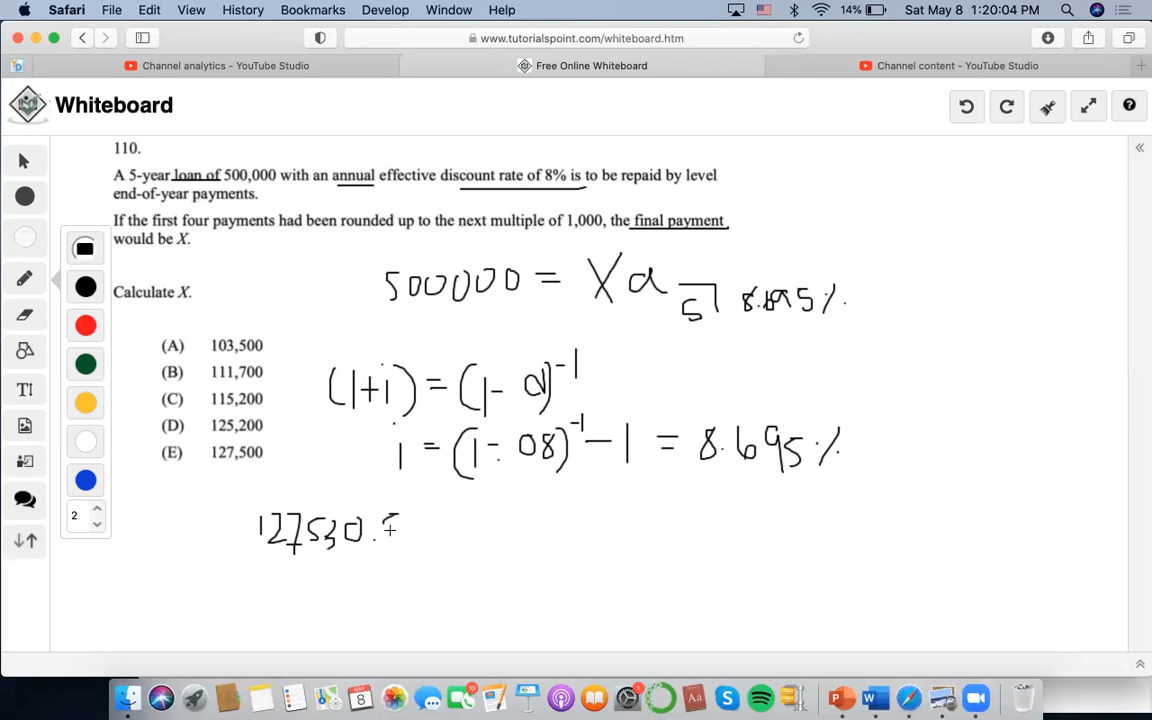 Safari File Edit View History Bookmarks Develop Window Help 14% Sat May 8 1:20:04 PM
www.tutorialspoint.com/whiteboard.htm
Channel analytics - YouTube Studio Free Online Whiteboard Channel content - YouTube Studio
Whiteboard
110.
A 5-year loan of 500,000 with an annual effective discount rate of 8% is to be repaid by level
end-of-year payments.
If the first four payments had been rounded up to the next multiple of 1,000, the final payment
would be X.
500000 = X a 5 8.695%
Calculate X.
(A) 103,500
(B) 111,700
(C) 115,200
(D) 125,200
(E) 127,500
(1+i) = (1-d)^-1
i = (1-.08)^-1 - 1 = 8.695%
2
127530.
10
1